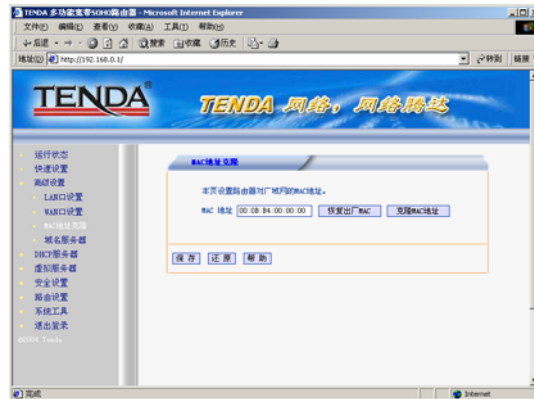 TENDA 多功能宽带SOHO路由器 - Microsoft Internet Explorer
文件(F) 编辑(E) 查看(V) 收藏(A) 工具(T) 帮助(H)
后退 搜索 收藏 历史
地址(D) http://192.168.0.1/ 转到 链接
TENDA®
TENDA 网络，网络腾达
运行状态
快速设置
高级设置
LAN口设置
WAN口设置
MAC地址克隆
域名服务器
DHCP服务器
虚拟服务器
安全设置
路由设置
系统工具
退出登录
©2004 Tenda
MAC地址克隆
本页设置路由器对广域网的MAC地址。
MAC 地址 00:0B:B4:00:00:00 恢复出厂MAC 克隆MAC地址
保 存 还 原 帮 助
完成 Internet